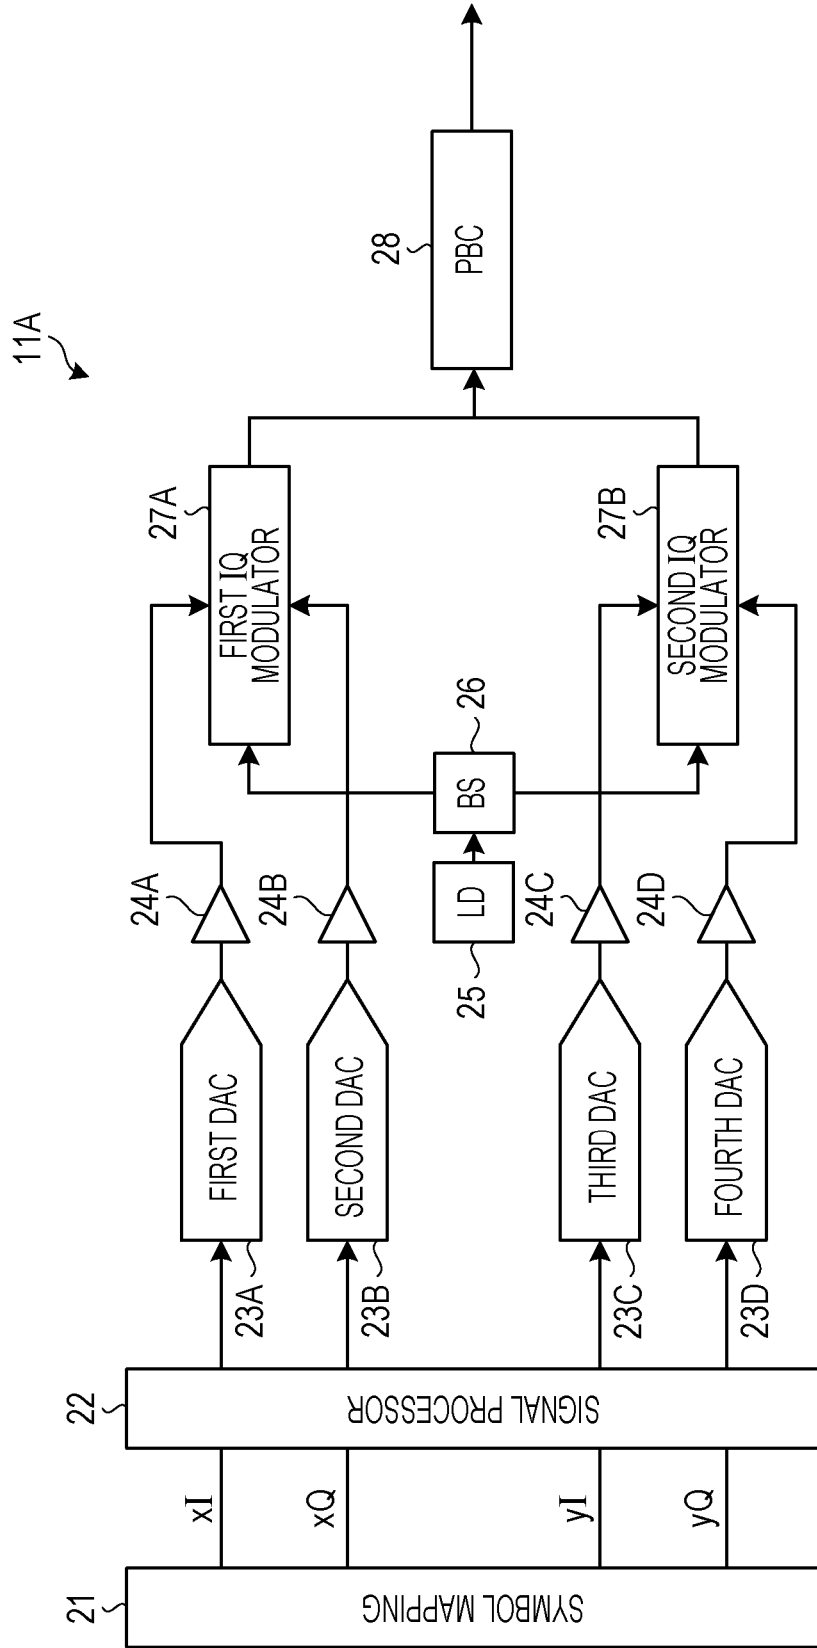 11A
21
SYMBOL MAPPING
xI
xQ
yI
yQ
22
SIGNAL PROCESSOR
23A
FIRST DAC
23B
SECOND DAC
23C
THIRD DAC
23D
FOURTH DAC
24A
24B
24C
24D
25
LD
26
BS
27A
FIRST IQ
MODULATOR
27B
SECOND IQ
MODULATOR
28
PBC